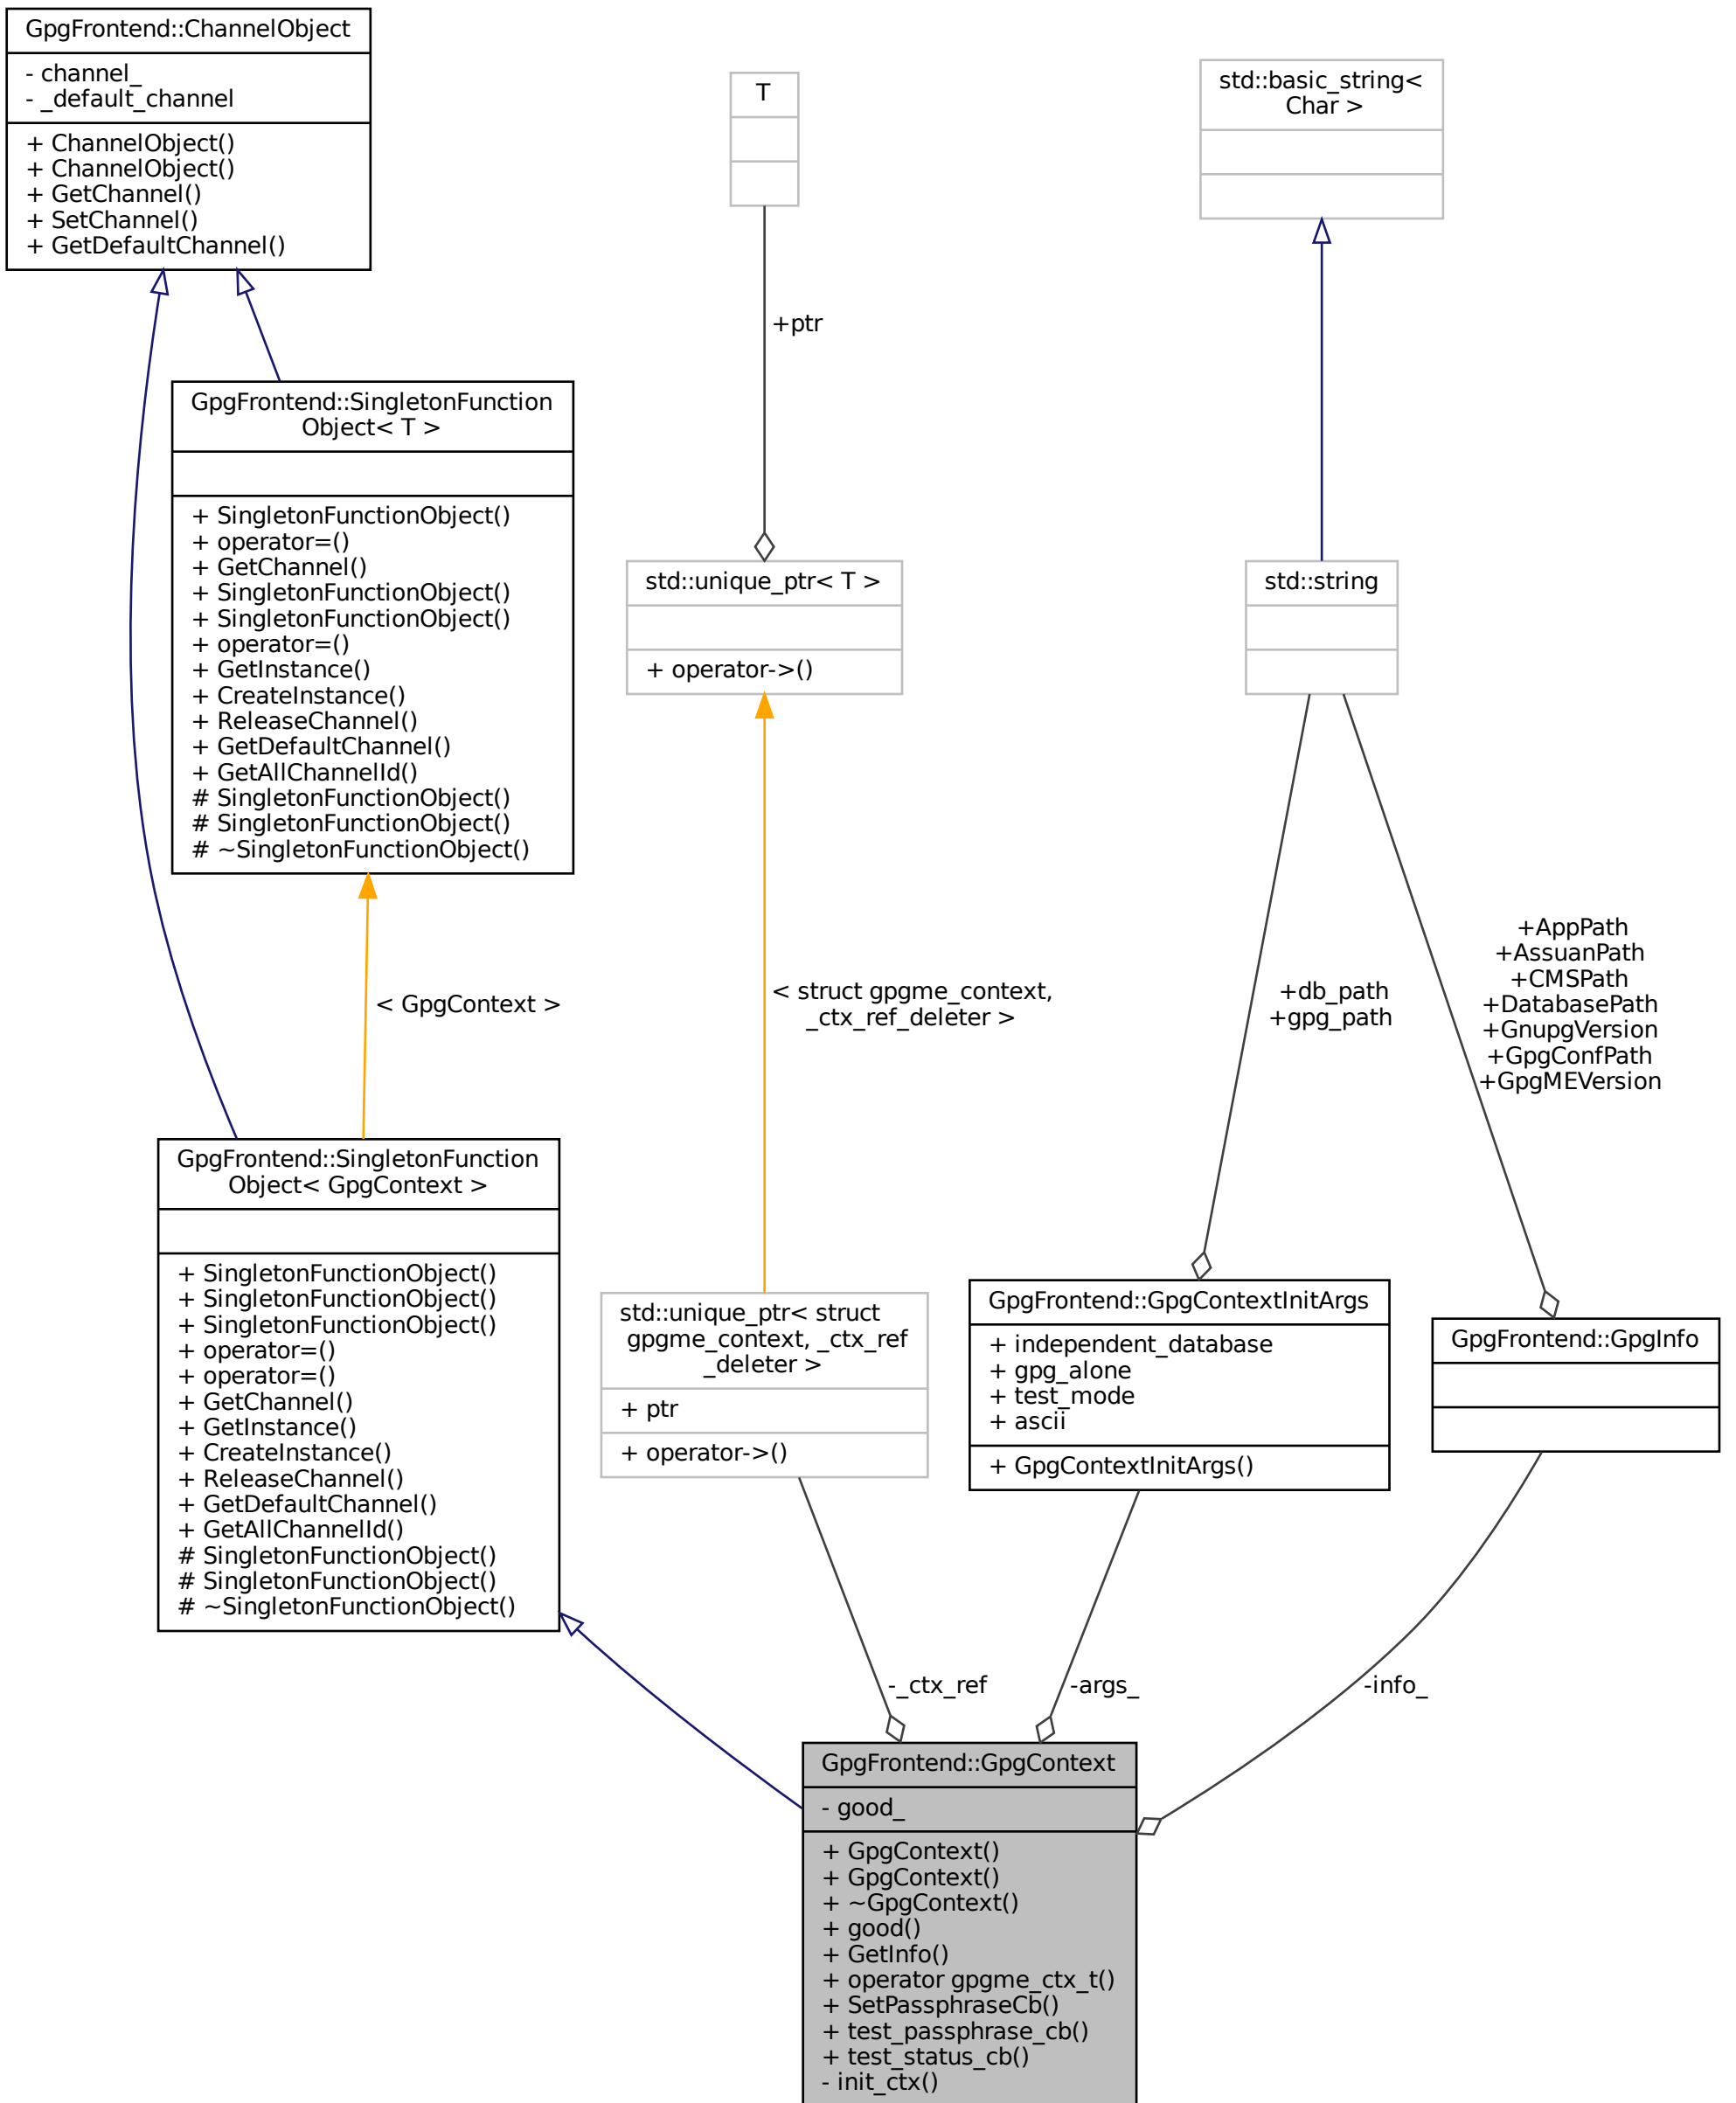 GpgFrontend::ChannelObject
- channel_
- _default_channel
+ ChannelObject()
+ ChannelObject()
+ GetChannel()
+ SetChannel()
+ GetDefaultChannel()
T
std::basic_string<
Char >
+ptr
GpgFrontend::SingletonFunction
Object< T >
+ SingletonFunctionObject()
+ operator=()
+ GetChannel()
+ SingletonFunctionObject()
+ SingletonFunctionObject()
+ operator=()
+ GetInstance()
+ CreateInstance()
+ ReleaseChannel()
+ GetDefaultChannel()
+ GetAllChannelId()
# SingletonFunctionObject()
# SingletonFunctionObject()
# ~SingletonFunctionObject()
std::unique_ptr< T >
+ operator->()
std::string
< GpgContext >
< struct gpgme_context,
_ctx_ref_deleter >
+db_path
+gpg_path
+AppPath
+AssuanPath
+CMSPath
+DatabasePath
+GnupgVersion
+GpgConfPath
+GpgMEVersion
GpgFrontend::SingletonFunction
Object< GpgContext >
+ SingletonFunctionObject()
+ SingletonFunctionObject()
+ SingletonFunctionObject()
+ operator=()
+ operator=()
+ GetChannel()
+ GetInstance()
+ CreateInstance()
+ ReleaseChannel()
+ GetDefaultChannel()
+ GetAllChannelId()
# SingletonFunctionObject()
# SingletonFunctionObject()
# ~SingletonFunctionObject()
std::unique_ptr< struct
gpgme_context, _ctx_ref
_deleter >
+ ptr
+ operator->()
GpgFrontend::GpgContextInitArgs
+ independent_database
+ gpg_alone
+ test_mode
+ ascii
+ GpgContextInitArgs()
GpgFrontend::GpgInfo
-_ctx_ref
-args_
-info_
GpgFrontend::GpgContext
- good_
+ GpgContext()
+ GpgContext()
+ ~GpgContext()
+ good()
+ GetInfo()
+ operator gpgme_ctx_t()
+ SetPassphraseCb()
+ test_passphrase_cb()
+ test_status_cb()
- init_ctx()